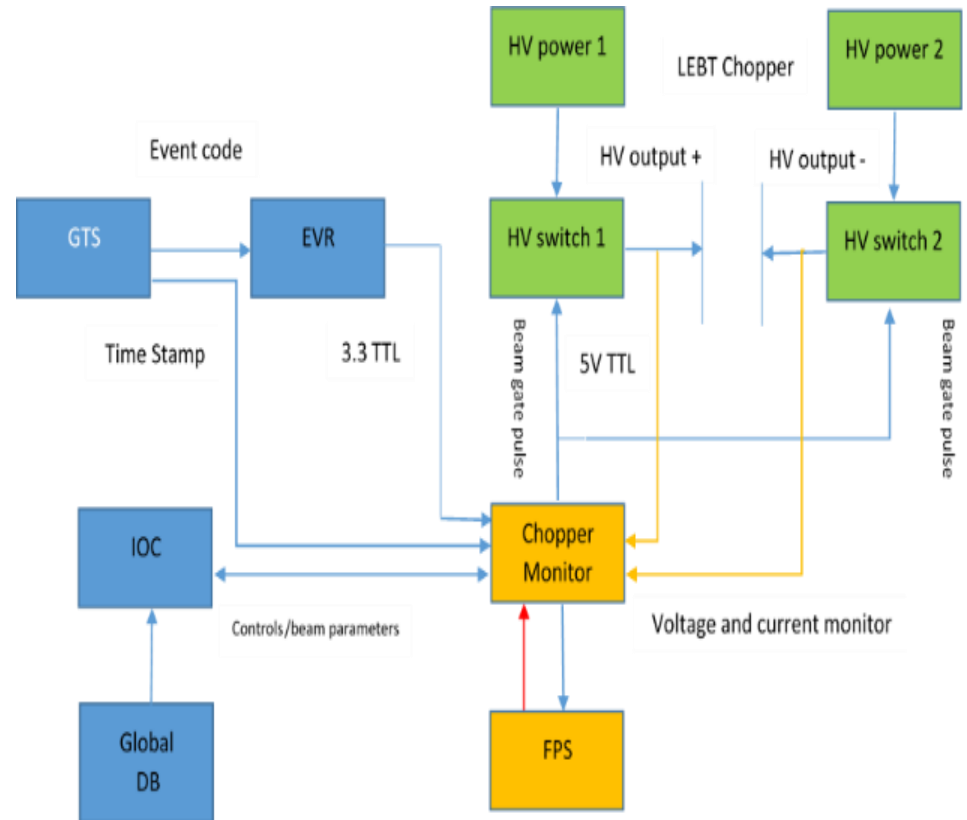 HV power 1
LEBT Chopper
HV power 2
Event code
HV output +
HV output -
GTS
EVR
HV switch 1
HV switch 2
Time Stamp
3.3 TTL
Beam gate pulse
5V TTL
Beam gate pulse
IOC
Chopper
Monitor
Controls/beam parameters
Voltage and current monitor
Global
DB
FPS